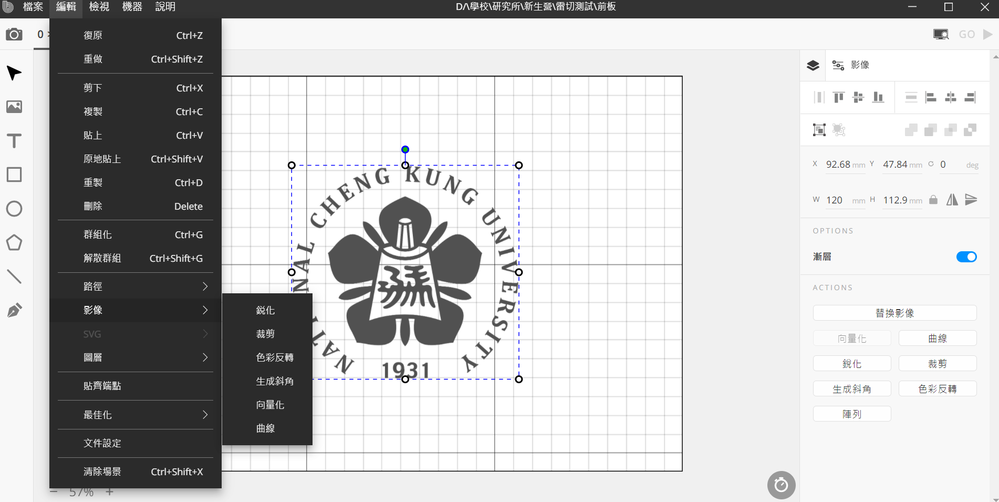 檔案
編輯
檢視
機器
說明
D/\學校\研究所\新生營\雷切測試\前板
0
GO
復原 Ctrl+Z
重做 Ctrl+Shift+Z
剪下 Ctrl+X
複製 Ctrl+C
貼上 Ctrl+V
原地貼上 Ctrl+Shift+V
重製 Ctrl+D
刪除 Delete
群組化 Ctrl+G
解散群組 Ctrl+Shift+G
路徑
影像
SVG
圖層
貼齊端點
最佳化
文件設定
清除場景 Ctrl+Shift+X
銳化
裁剪
色彩反轉
生成斜角
向量化
曲線
57%
NAL CHENG KUNG UNIVERSITY
1931
影像
X 92.68 mm Y 47.84 mm 0 deg
W 120 mm H 112.9 mm
OPTIONS
漸層
ACTIONS
替換影像
向量化 曲線
銳化 裁剪
生成斜角 色彩反轉
陣列